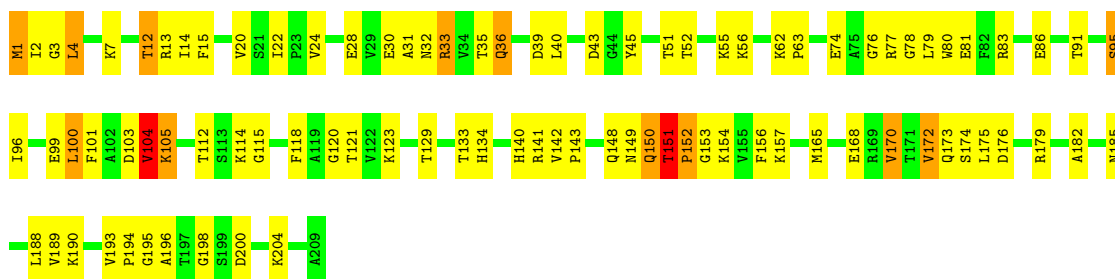 M1 I2 G3 L4 K7 T12 R13 I14 F15 V20 S21 I22 P23 V24 E28 V29 E30 A31 N32 R33 V34 T35 Q36 D39 L40 D43 G44 Y45 T51 T52 K55 K56 K62 P63 E74 A75 G76 R77 G78 L79 W80 E81 F82 R83 E86 T91 S95
I96 E99 L100 F101 A102 D103 V104 K105 T112 S113 K114 G115 F118 A119 G120 T121 V122 K123 T129 T133 H134 H140 R141 V142 P143 Q148 N149 Q150 T151 P152 G153 K154 V155 F156 K157 M165 E168 R169 V170 T171 V172 Q173 S174 L175 D176 R179 A182 N185
L188 V189 K190 V193 P194 G195 A196 T197 G198 S199 D200 K204 A209